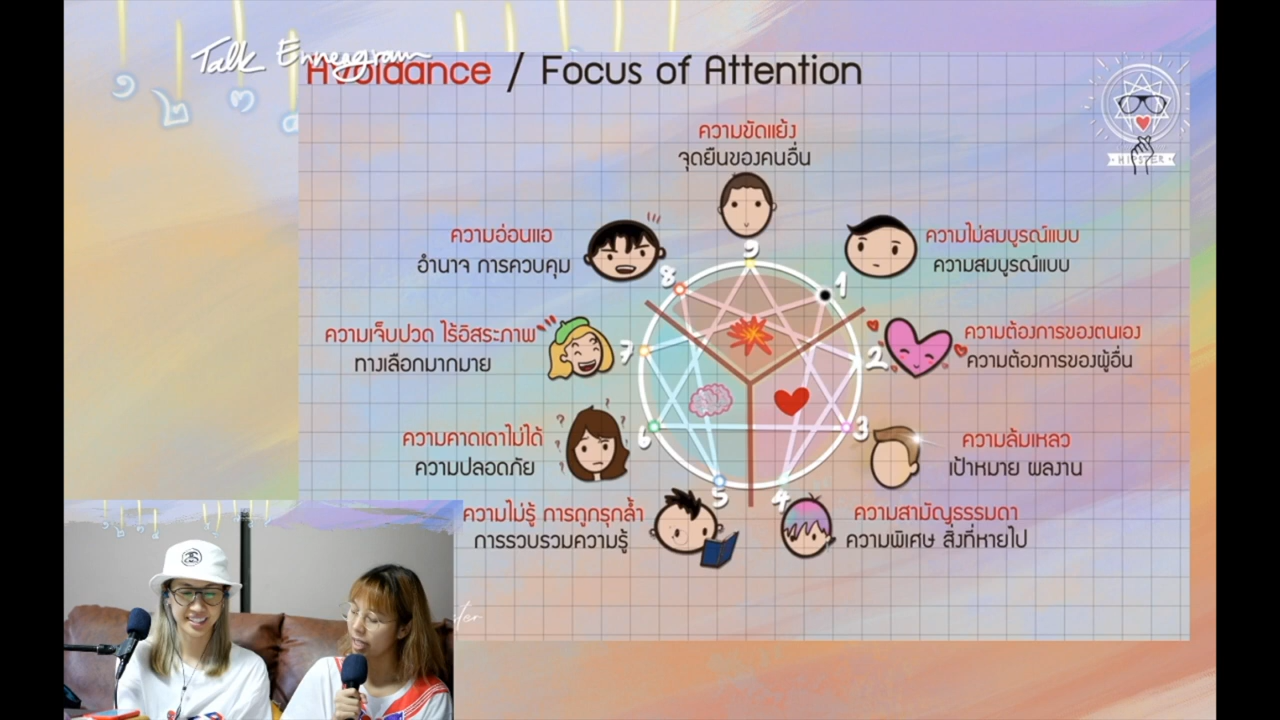 Talk Enneagram
๑ ๒ ๓
Avoidance / Focus of Attention
HIPSTER
ความขัดแย้ง
จุดยืนของคนอื่น
9
ความอ่อนแอ
อำนาจ การควบคุม
8
1
ความไม่สมบูรณ์แบบ
ความสมบูรณ์แบบ
ความเจ็บปวด ไร้อิสระภาพ
ทางเลือกมากมาย
7
2
ความต้องการของตนเอง
ความต้องการของผู้อื่น
ความคาดเดาไม่ได้
ความปลอดภัย
6
3
ความล้มเหลว
เป้าหมาย ผลงาน
ความไม่รู้ การถูกรุกล้ำ
การรวบรวมความรู้
5
4
ความสามัญธรรมดา
ความพิเศษ สิ่งที่หายไป